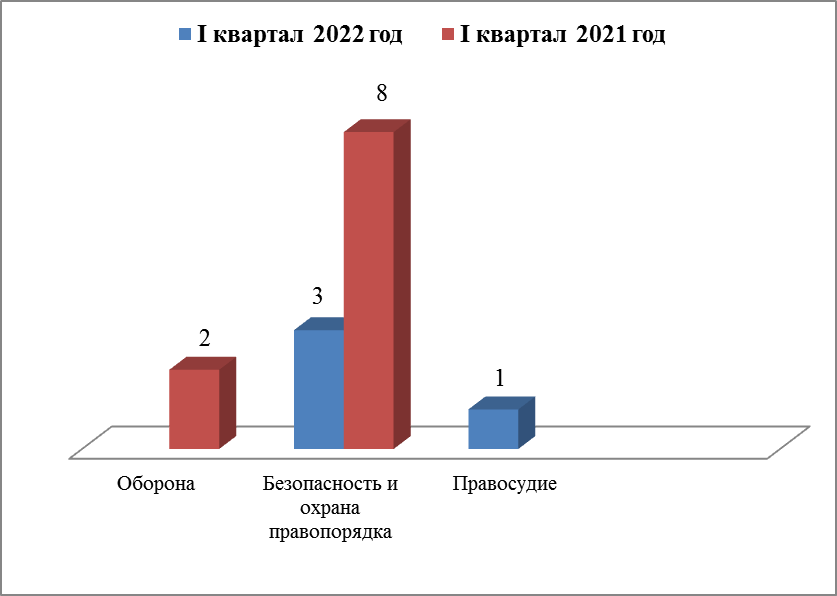 I квартал 2022 год I квартал 2021 год
8
3
2
1
Оборона
Безопасность и
охрана
правопорядка
Правосудие